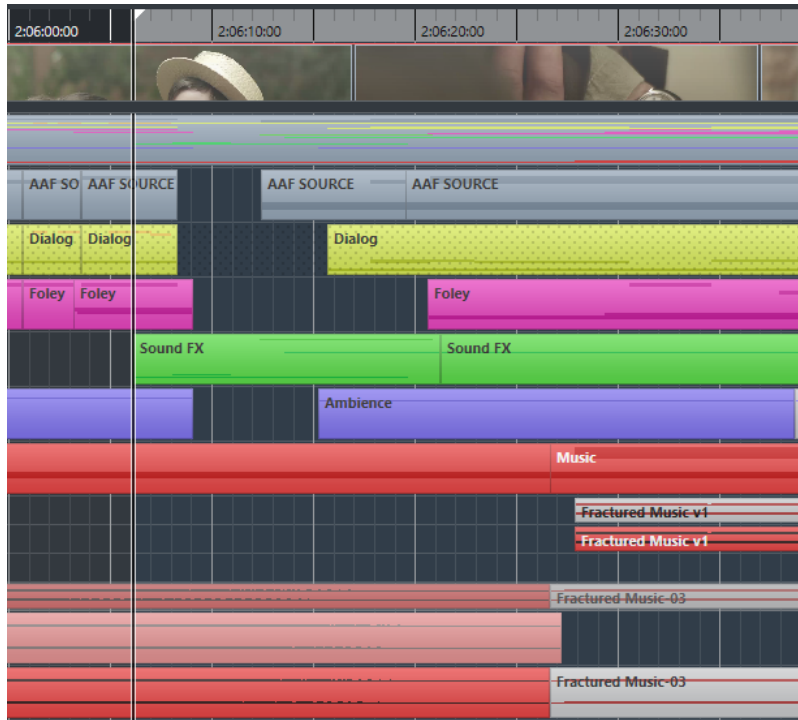 2:06:00:00 2:06:10:00 2:06:20:00 2:06:30:00
AAF SO AAF SOURCE AAF SOURCE AAF SOURCE
Dialog Dialog Dialog
Foley Foley Foley
Sound FX Sound FX
Ambience
Music
Fractured Music v1
Fractured Music v1
Fractured Music-03
Fractured Music-03